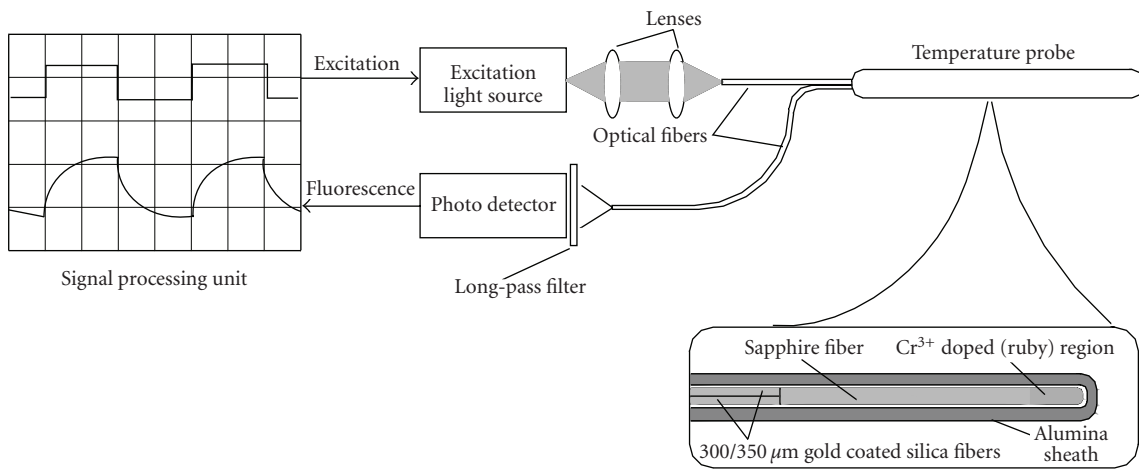 Lenses
Temperature probe
Excitation
Excitation
light source
Optical fibers
Fluorescence
Photo detector
Signal processing unit
Long-pass filter
Sapphire fiber
Cr³⁺ doped (ruby) region
300/350 μm gold coated silica fibers
Alumina
sheath